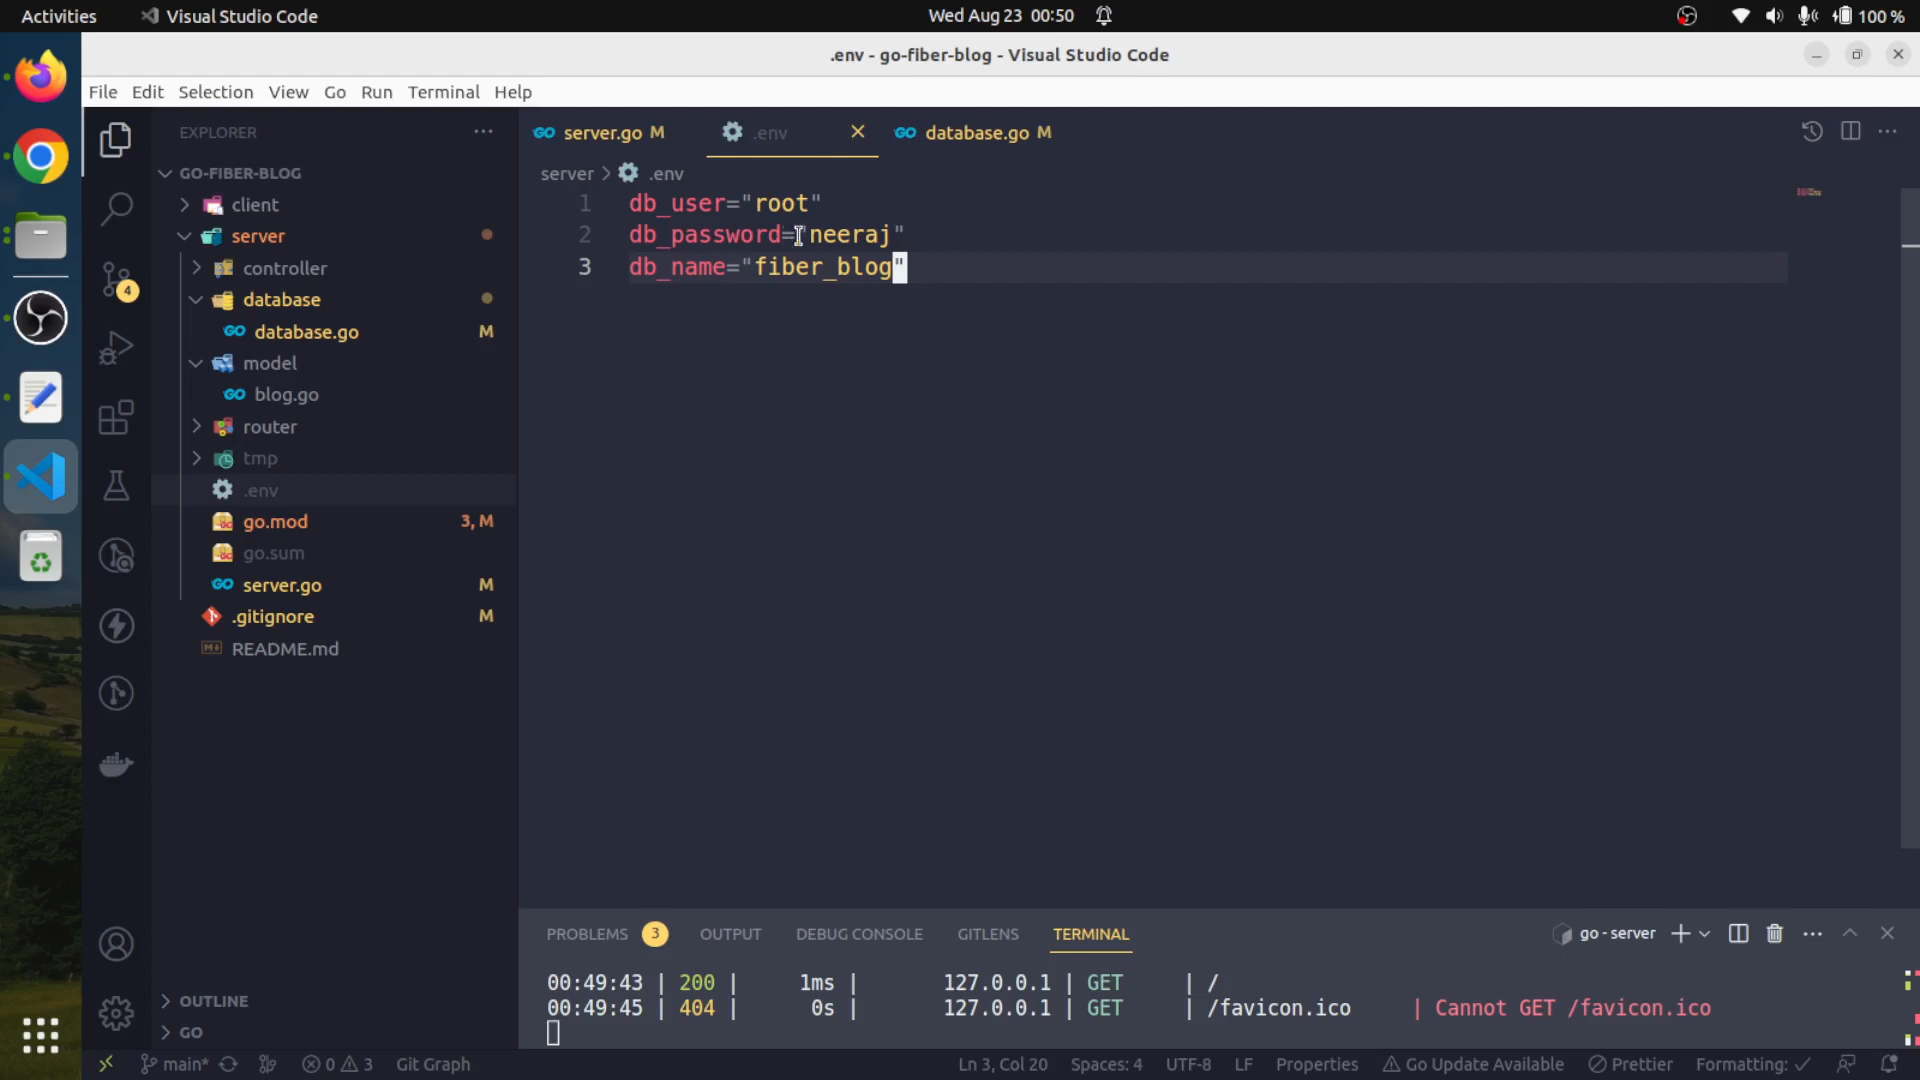 Activities
Visual Studio Code
Wed Aug 23 00:50
100 %
.env - go-fiber-blog - Visual Studio Code
File Edit Selection View Go Run Terminal Help
EXPLORER
GO-FIBER-BLOG
client
server
controller
database
database.go M
model
blog.go
router
tmp
.env
go.mod 3, M
go.sum
server.go M
.gitignore M
README.md
OUTLINE
GO
4
server.go M
.env
database.go M
server > .env
1 db_user="root"
2 db_password="neeraj"
3 db_name="fiber_blog"
PROBLEMS 3 OUTPUT DEBUG CONSOLE GITLENS TERMINAL
go - server
00:49:43 | 200 | 1ms | 127.0.0.1 | GET | /
00:49:45 | 404 | 0s | 127.0.0.1 | GET | /favicon.ico | Cannot GET /favicon.ico
main* 0 3 Git Graph Ln 3, Col 20 Spaces: 4 UTF-8 LF Properties Go Update Available Prettier Formatting: ✓